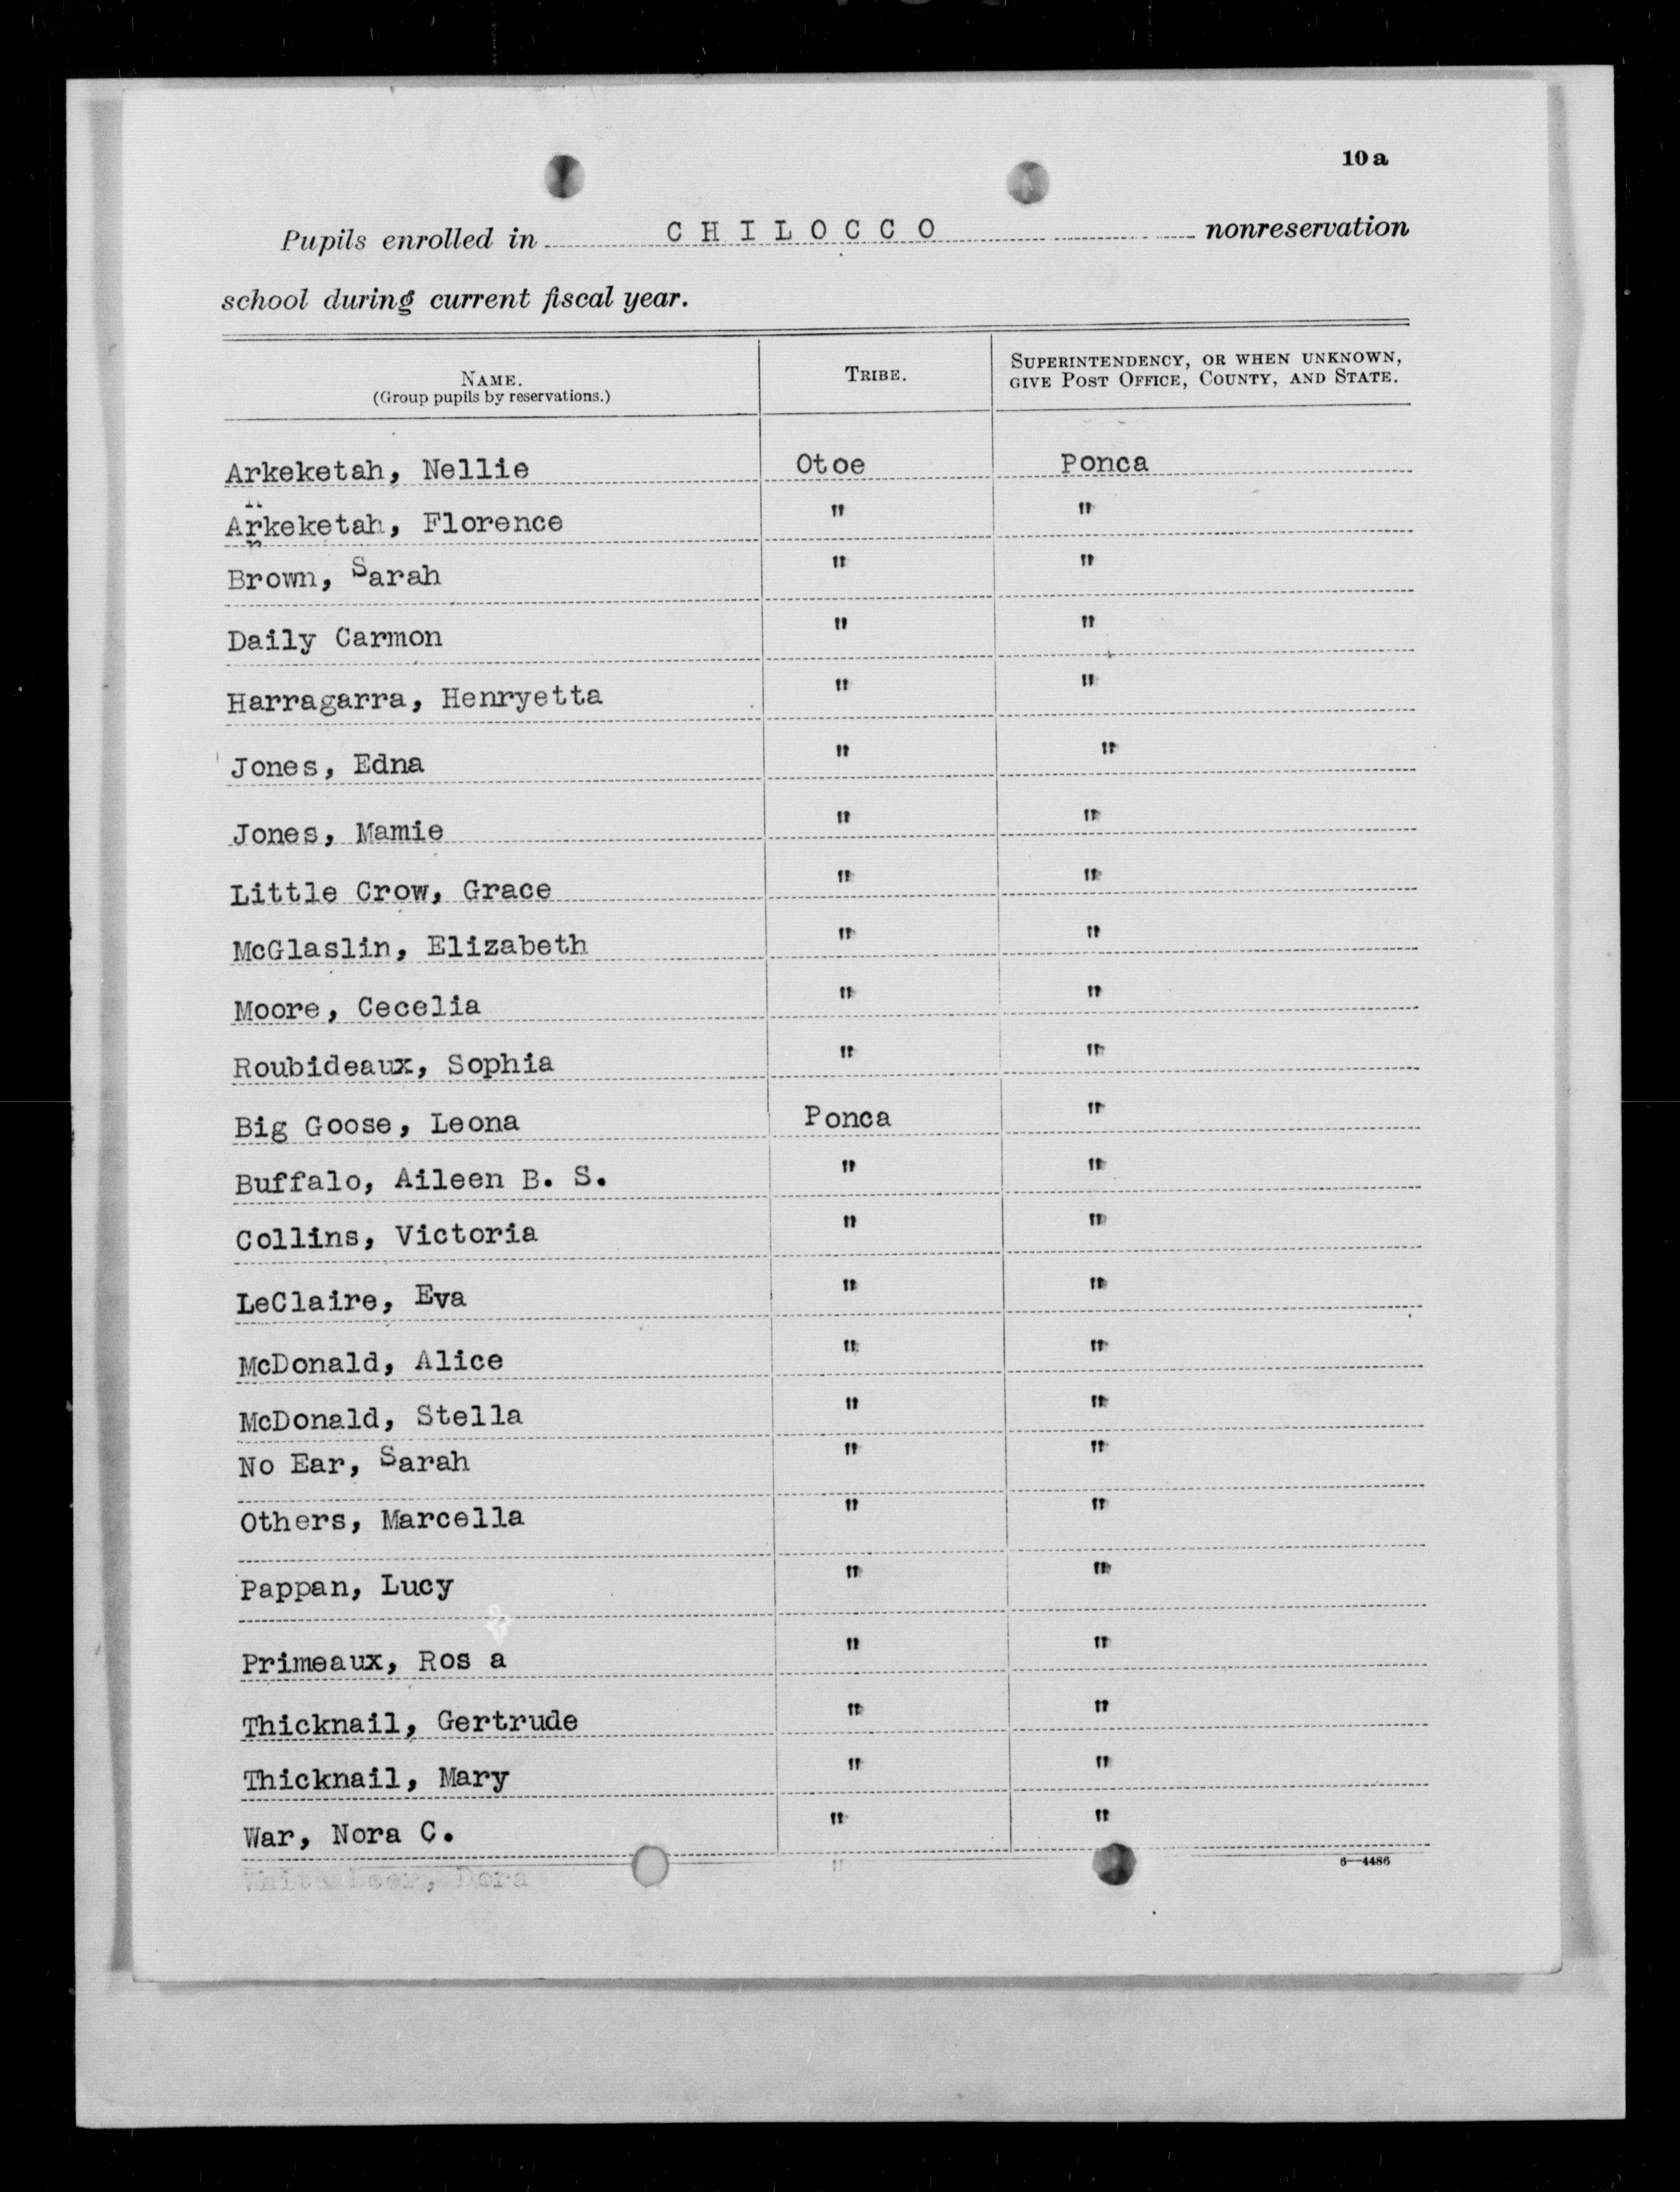 10 a
Pupils enrolled in CHILOCCO nonreservation
school during current fiscal year.
NAME. TRIBE. SUPERINTENDENCY, OR WHEN UNKNOWN,
(Group pupils by reservations.) GIVE POST OFFICE, COUNTY, AND STATE.
Arkeketah, Nellie Otoe Ponca
Arkeketah, Florence " "
Brown, Sarah " "
Daily Carmon " "
Harragarra, Henryetta " "
Jones, Edna " "
Jones, Mamie " "
Little Crow, Grace " "
McGlaslin, Elizabeth " "
Moore, Cecelia " "
Roubideaux, Sophia " "
Big Goose, Leona Ponca "
Buffalo, Aileen B. S. " "
Collins, Victoria " "
LeClaire, Eva " "
McDonald, Alice " "
McDonald, Stella " "
No Ear, Sarah " "
Others, Marcella " "
Pappan, Lucy " "
Primeaux, Ros a " "
Thicknail, Gertrude " "
Thicknail, Mary " "
War, Nora C. " "
Dora "
6—4486